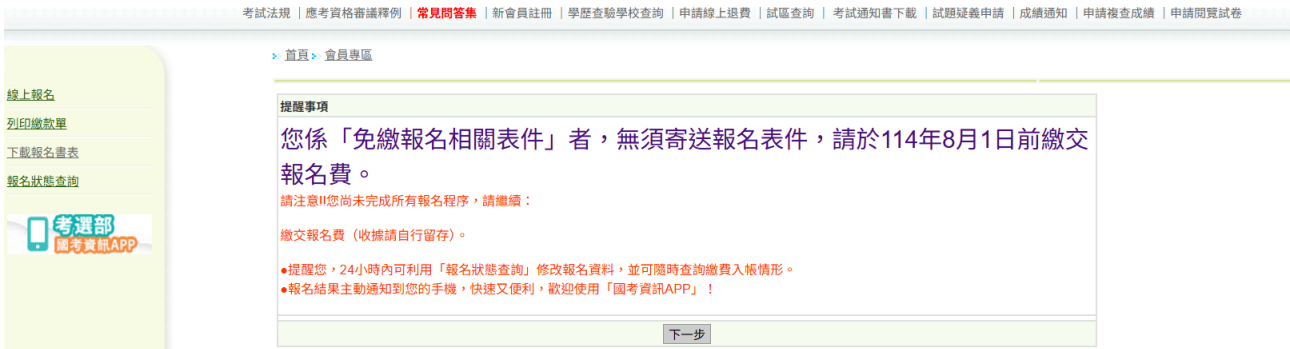 考試法規 | 應考資格審議釋例 | 常見問答集 | 新會員註冊 | 學歷查驗學校查詢 | 申請線上退費 | 試區查詢 | 考試通知書下載 | 試題疑義申請 | 成績通知 | 申請複查成績 | 申請閱覽試卷
首頁 會員專區
線上報名
列印繳款單
下載報名書表
報名狀態查詢
考選部
國考資訊APP
提醒事項
您係「免繳報名相關表件」者，無須寄送報名表件，請於114年8月1日前繳交
報名費。
請注意!!您尚未完成所有報名程序，請繼續：
繳交報名費（收據請自行留存）。
●提醒您，24小時內可利用「報名狀態查詢」修改報名資料，並可隨時查詢繳費入帳情形。
●報名結果主動通知到您的手機，快速又便利，歡迎使用「國考資訊APP」！
下一步